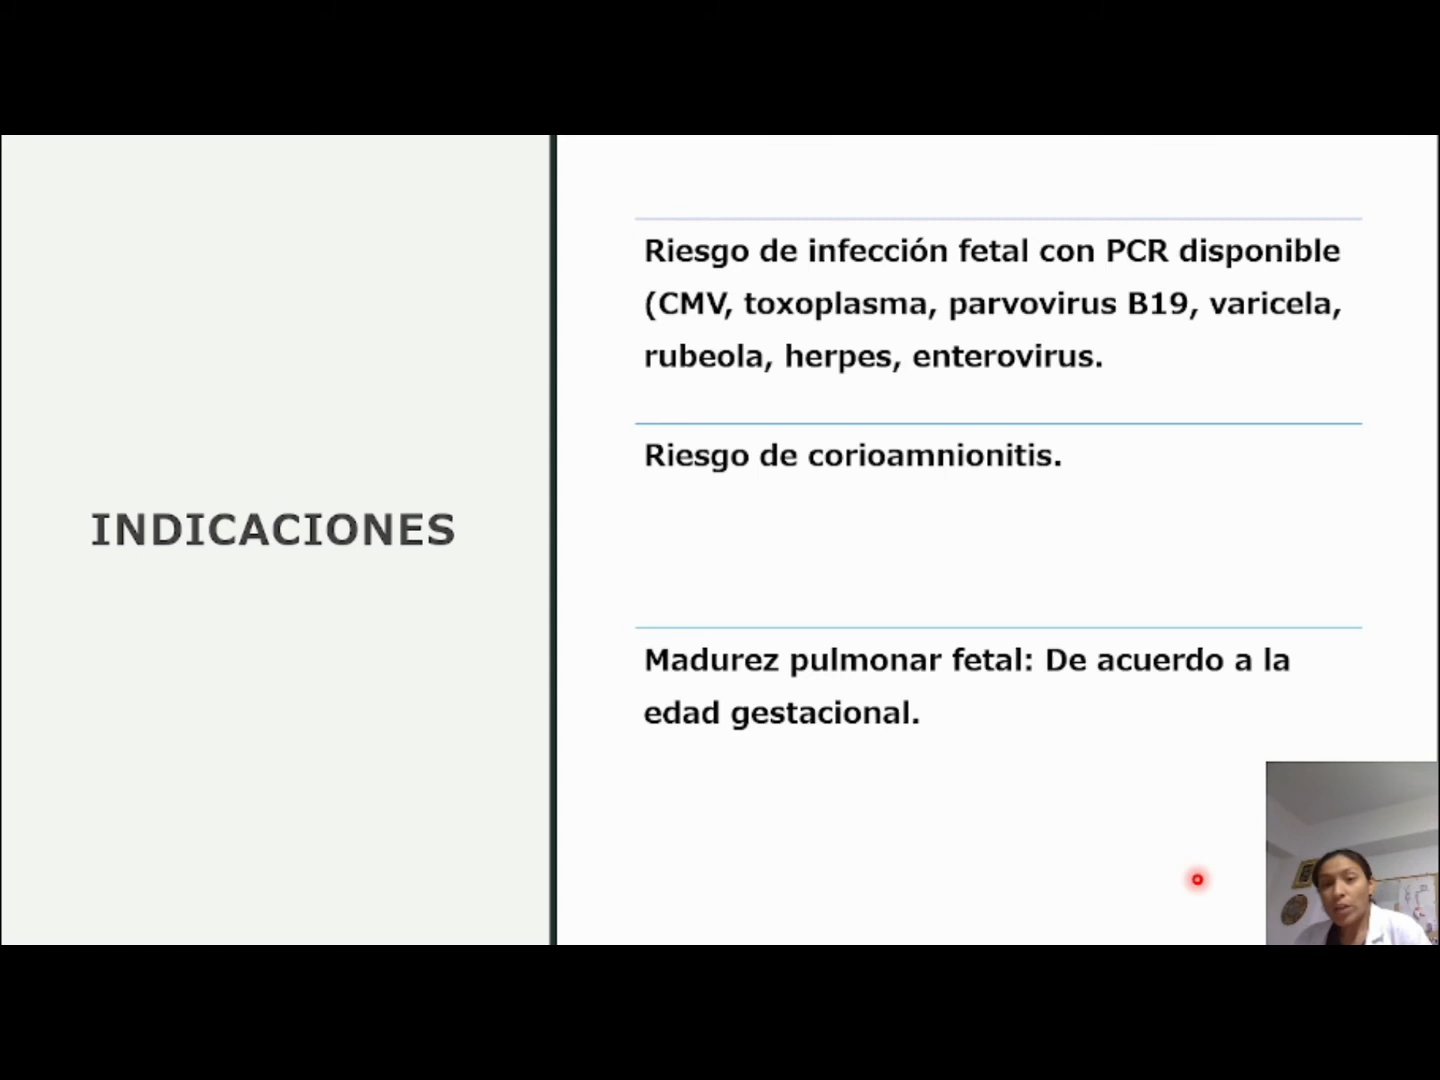 INDICACIONES
Riesgo de infección fetal con PCR disponible
(CMV, toxoplasma, parvovirus B19, varicela,
rubeola, herpes, enterovirus.
Riesgo de corioamnionitis.
Madurez pulmonar fetal: De acuerdo a la
edad gestacional.